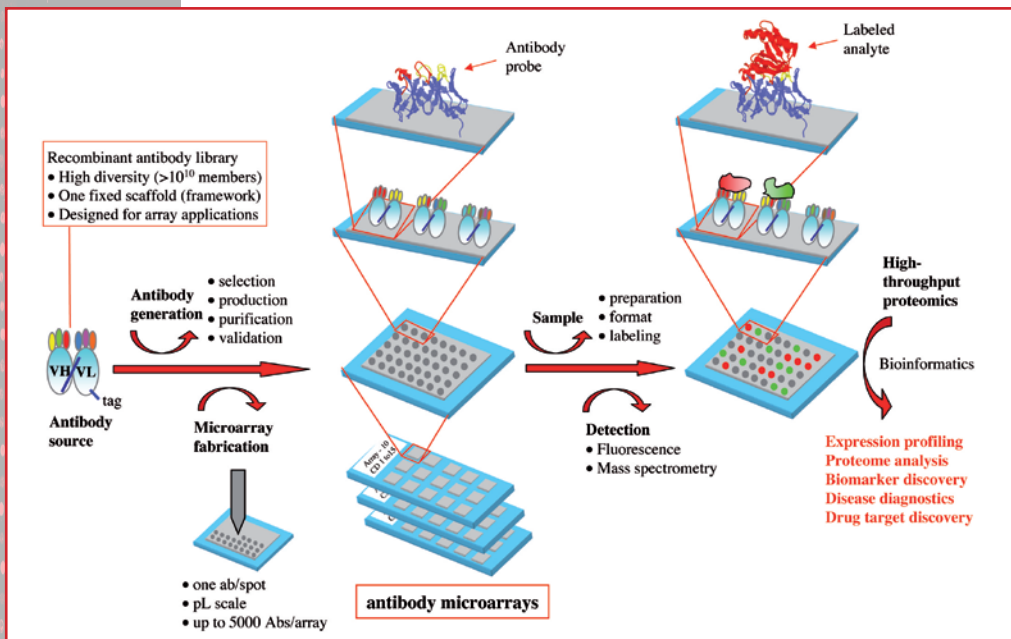 Antibody
probe
Labeled
analyte
Recombinant antibody library
• High diversity (>10¹⁰ members)
• One fixed scaffold (framework)
• Designed for array applications
Antibody
generation
• selection
• production
• purification
• validation
VH VL
tag
Antibody
source
Microarray
fabrication
• one ab/spot
• pL scale
• up to 5000 Abs/array
Array - 10
antibody microarrays
Sample
• preparation
• format
• labeling
Detection
• Fluorescence
• Mass spectrometry
High-
throughput
proteomics
Bioinformatics
Expression profiling
Proteome analysis
Biomarker discovery
Disease diagnostics
Drug target discovery